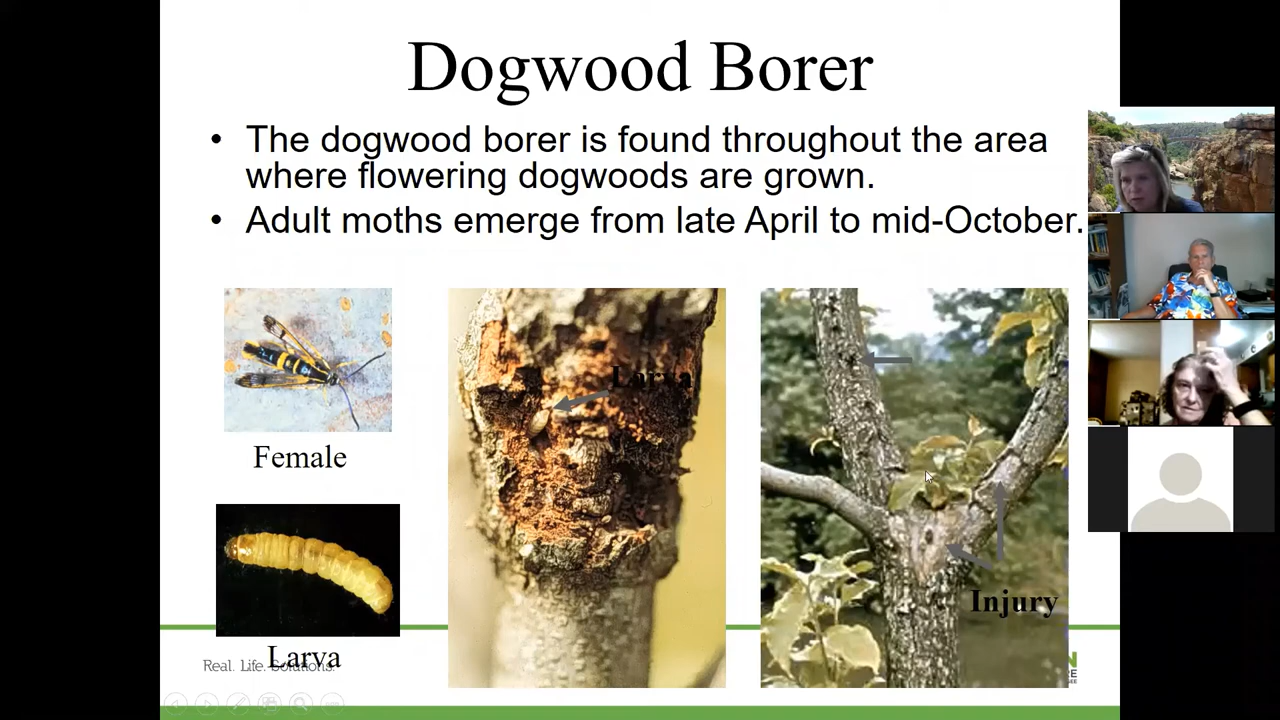 Dogwood Borer
• The dogwood borer is found throughout the area
where flowering dogwoods are grown.
• Adult moths emerge from late April to mid-October.
Larva
Female
Injury
Larva
Real. Life. Solutions.